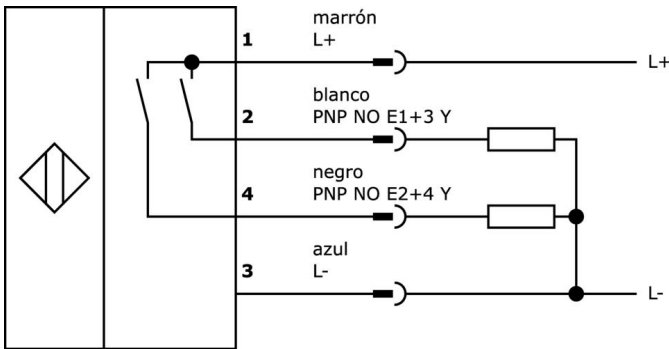 marrón
1 L+
L+
blanco
2 PNP NO E1+3 Y
negro
4 PNP NO E2+4 Y
azul
3 L-
L-